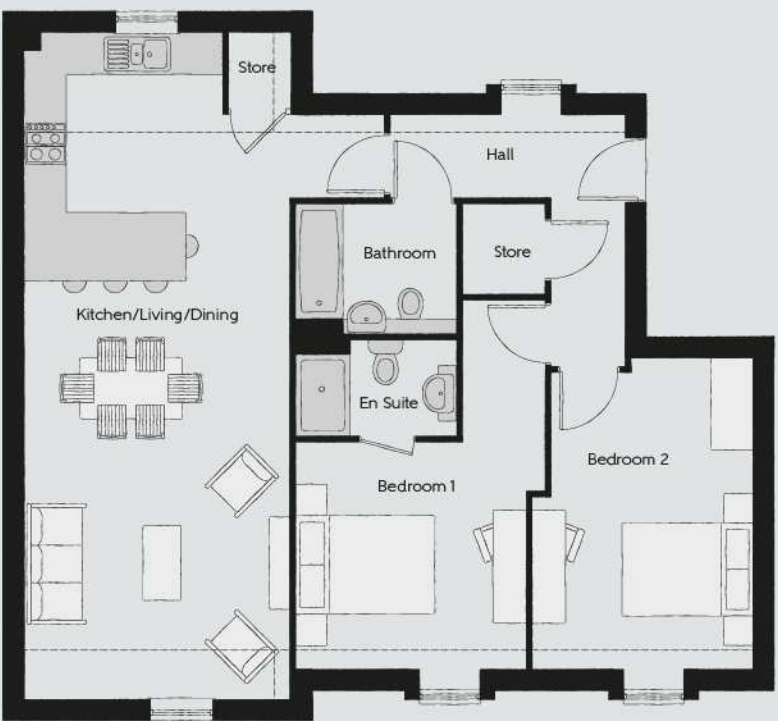 Store
Hall
Bathroom
Store
Kitchen/Living/Dining
En Suite
Bedroom 2
Bedroom 1